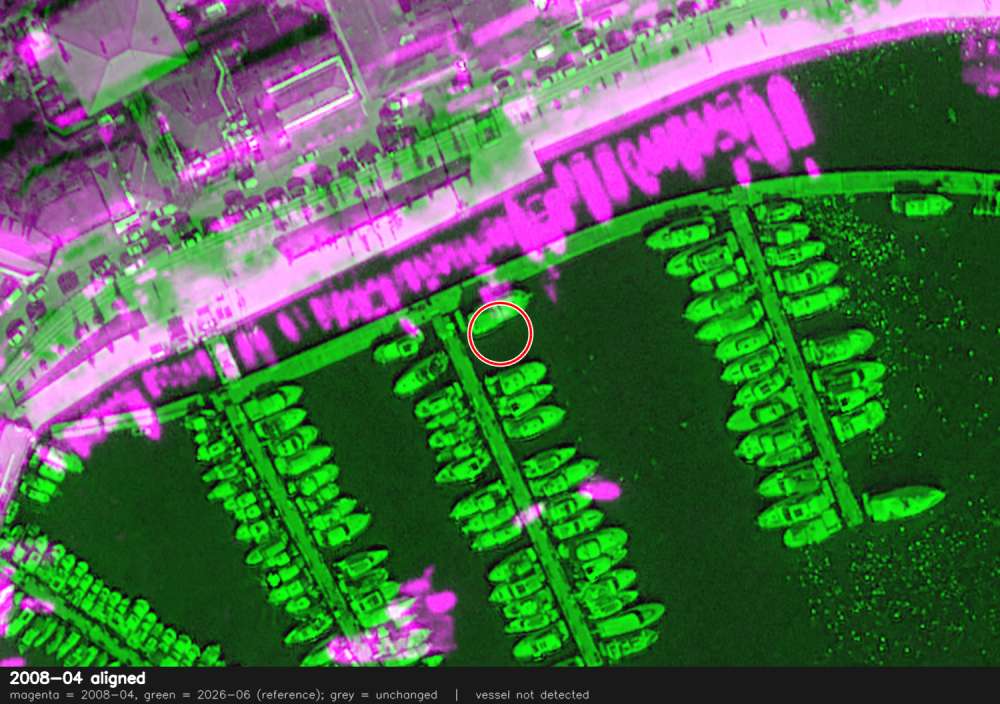 2008-04 aligned
magenta = 2008-04, green = 2026-06 (reference); grey = unchanged | vessel not detected